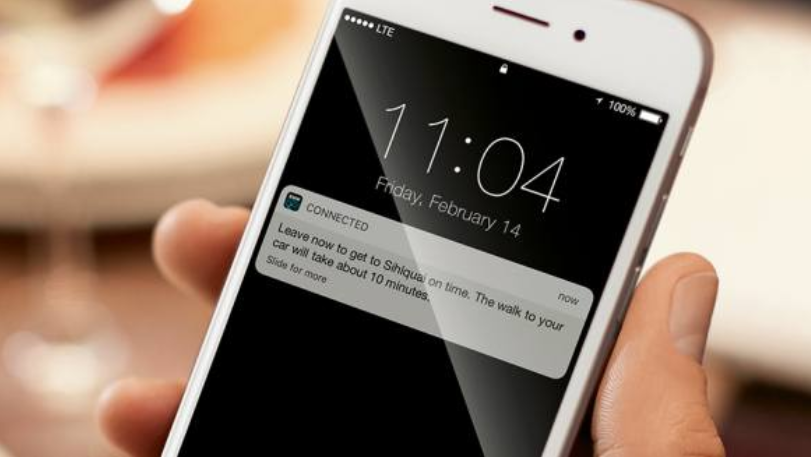 LTE
100%
11:04
Friday, February 14
CONNECTED
now
Leave now to get to Sihlquai on time. The walk to your
car will take about 10 minutes.
Slide for more